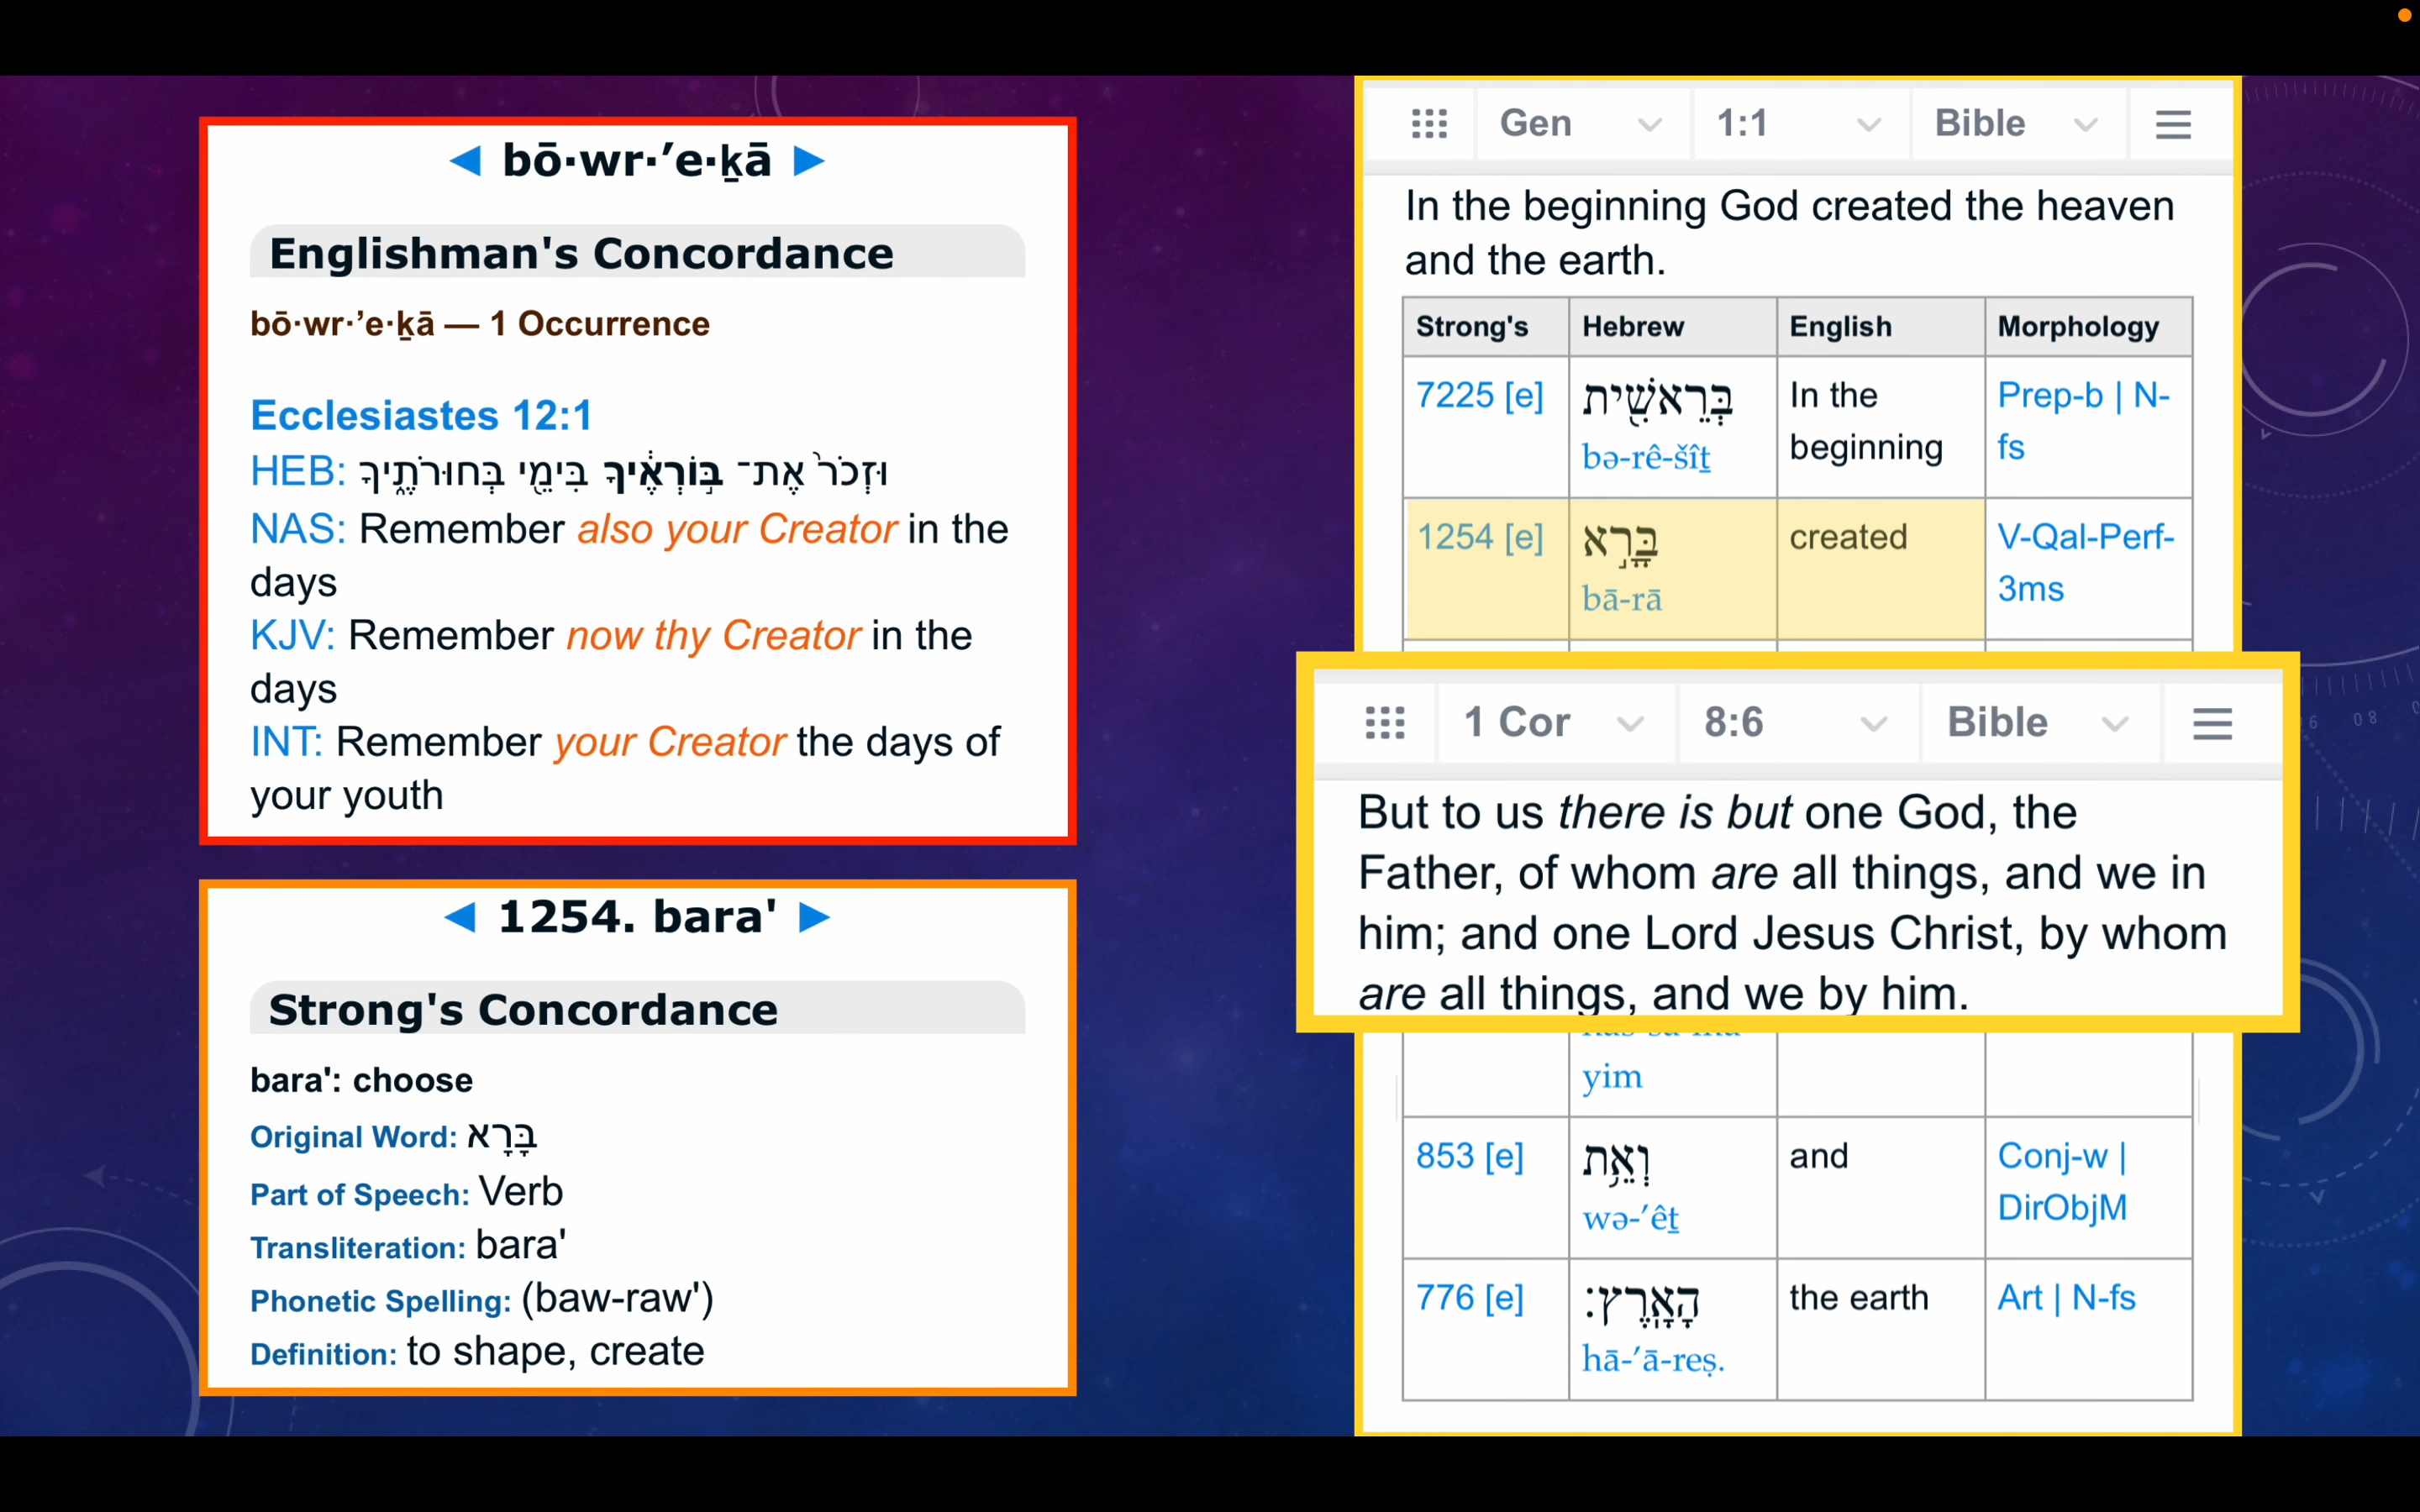 ◀ bō·wr·’e·ḵā ▶
Englishman's Concordance
bō·wr·’e·ḵā — 1 Occurrence
Ecclesiastes 12:1
HEB: וּזְכֹר֙ אֶת־ בּ֣וֹרְאֶ֔יךָ בִּימֵ֖י בְּחוּרֹתֶ֑יךָ
NAS: Remember also your Creator in the
days
KJV: Remember now thy Creator in the
days
INT: Remember your Creator the days of
your youth
◀ 1254. bara' ▶
Strong's Concordance
bara': choose
Original Word: בָּרָא
Part of Speech: Verb
Transliteration: bara'
Phonetic Spelling: (baw-raw')
Definition: to shape, create
Gen 1:1 Bible
In the beginning God created the heaven
and the earth.
Strong's Hebrew English Morphology
7225 [e] בְּרֵאשִׁ֖ית In the Prep-b | N-
bə-rê-šîṯ beginning fs
1254 [e] בָּרָ֣א created V-Qal-Perf-
bā-rā 3ms
1 Cor 8:6 Bible
But to us there is but one God, the
Father, of whom are all things, and we in
him; and one Lord Jesus Christ, by whom
are all things, and we by him.
yim
853 [e] וְאֵ֥ת and Conj-w |
wə-’êṯ DirObjM
776 [e] הָאָֽרֶץ׃ the earth Art | N-fs
hā-’ā-reṣ.
08